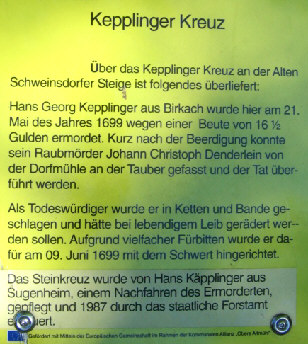 Kepplinger Kreuz
Über das Kepplinger Kreuz an der Alten
Schweinsdorfer Steige ist folgendes überliefert:
Hans Georg Kepplinger aus Birkach wurde hier am 21.
Mai des Jahres 1699 wegen einer Beute von 16 ½
Gulden ermordet. Kurz nach der Beerdigung konnte
sein Raubmörder Johann Christoph Denderlein von
der Dorfmühle an der Tauber gefasst und der Tat über-
führt werden.
Als Todeswürdiger wurde er in Ketten und Bande ge-
schlagen und hätte bei lebendigem Leib gerädert wer-
den sollen. Aufgrund vielfacher Fürbitten wurde er da-
für am 09. Juni 1699 mit dem Schwert hingerichtet.
Das Steinkreuz wurde von Hans Käpplinger aus
Sugenheim, einem Nachfahren des Ermorderten,
gepflegt und 1987 durch das staatliche Forstamt
erneuert.
Gefördert mit Mitteln der Europäischen Gemeinschaft im Rahmen der kommunalen Allianz „Obere Altmühl“